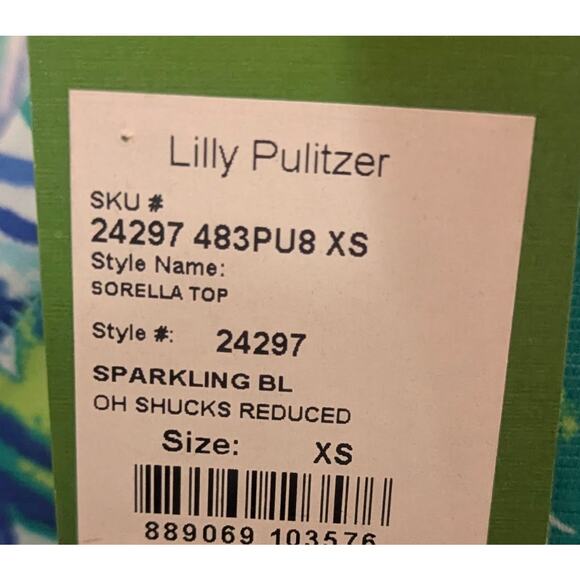 Lilly Pulitzer
SKU #
24297 483PU8 XS
Style Name:
SORELLA TOP
Style #: 24297
SPARKLING BL
OH SHUCKS REDUCED
Size: XS
889069 103576